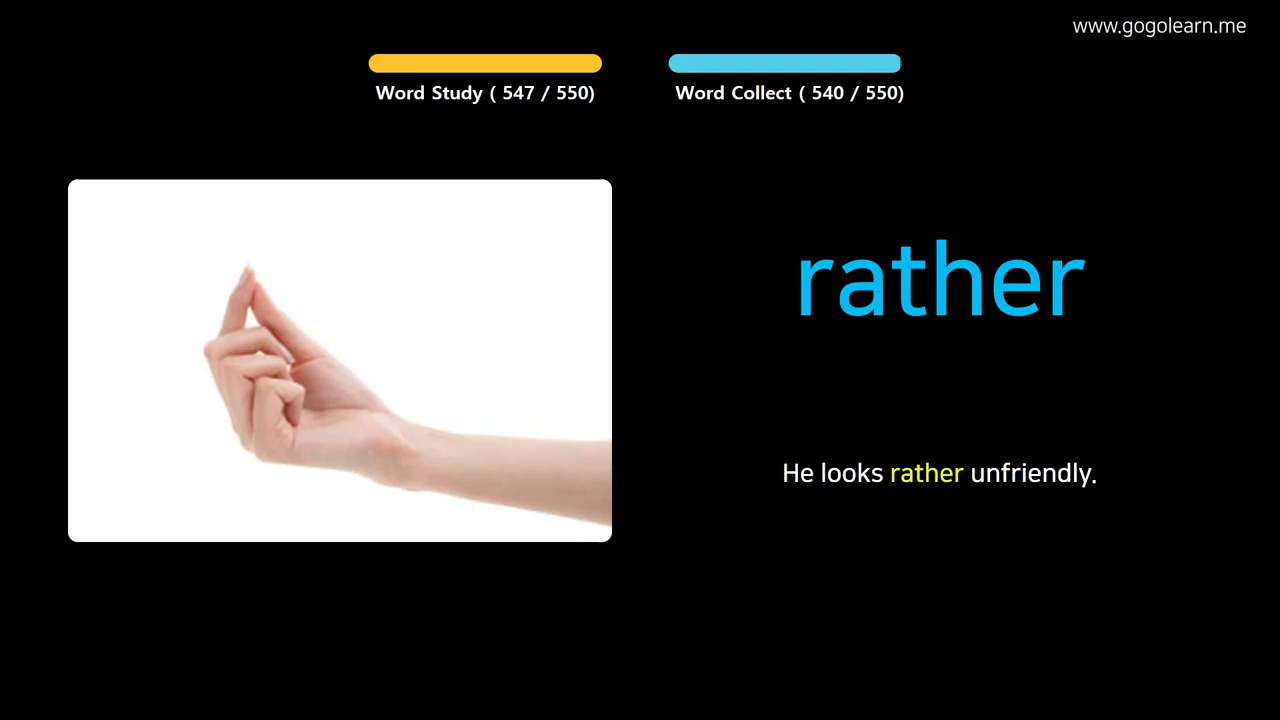 www.gogolearn.me
Word Study ( 547 / 550)
Word Collect ( 540 / 550)
rather
He looks rather unfriendly.